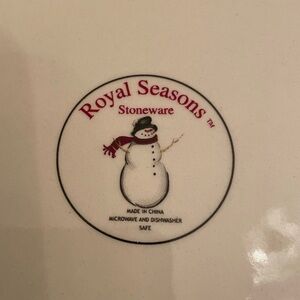 Royal Seasons ™
Stoneware
MADE IN CHINA
MICROWAVE AND DISHWASHER
SAFE